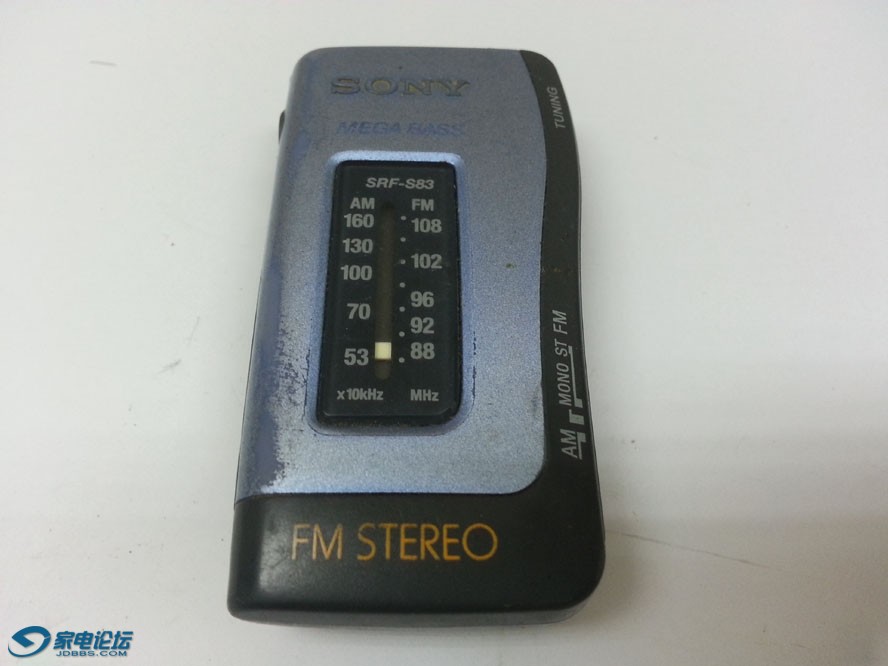 SONY
MEGA BASS
TUNING
SRF-S83
AM FM
160 108
130
100 102
70 96
92
53 88
x10kHz MHz
AM MONO ST FM
FM STEREO
家电论坛
JDBBS.COM